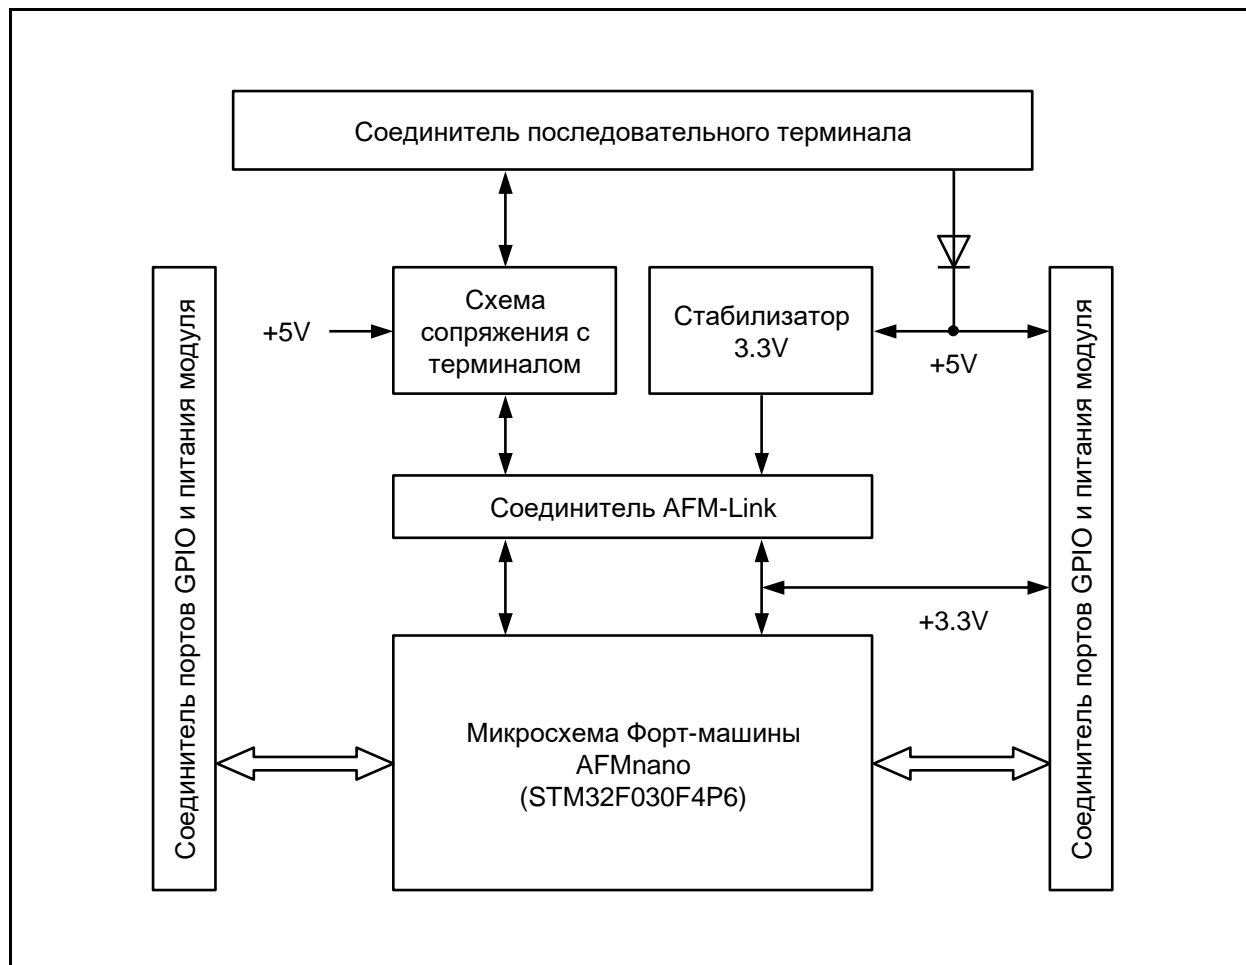 Соединитель последовательного терминала
Соединитель портов GPIO и питания модуля
+5V
Схема
сопряжения с
терминалом
Стабилизатор
3.3V
+5V
Соединитель портов GPIO и питания модуля
Соединитель AFM-Link
+3.3V
Микросхема Форт-машины
AFMnano
(STM32F030F4P6)